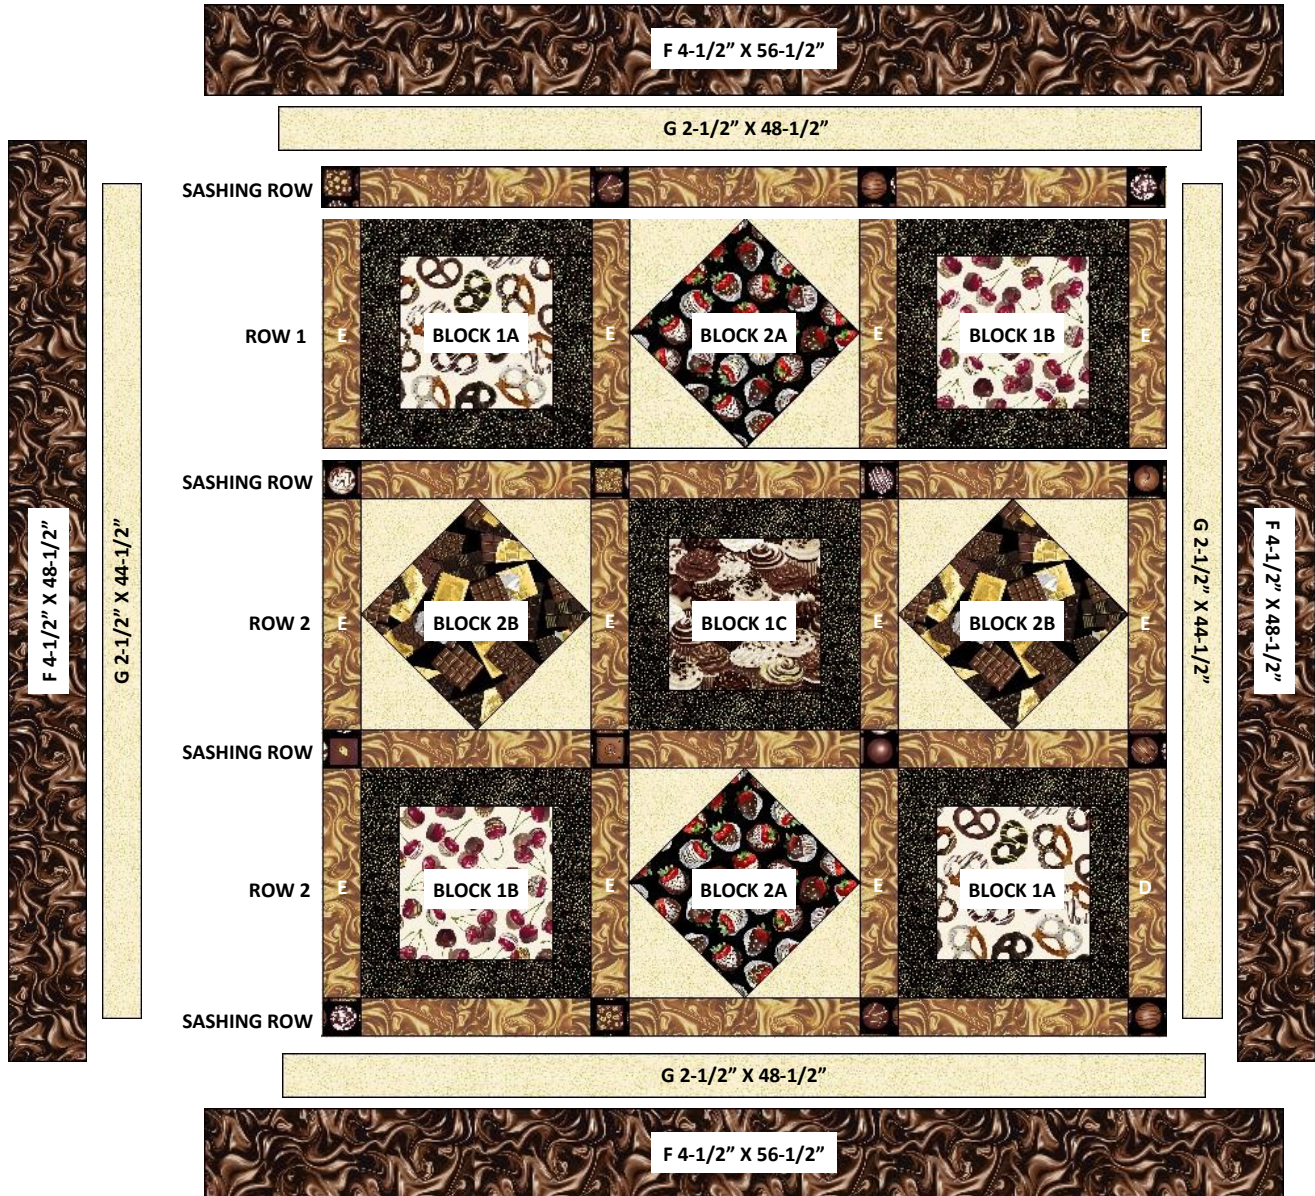 F 4-1/2” X 56-1/2”
G 2-1/2” X 48-1/2”
SASHING ROW
ROW 1
E
BLOCK 1A
E
BLOCK 2A
E
BLOCK 1B
E
SASHING ROW
F 4-1/2” X 48-1/2”
G 2-1/2” X 44-1/2”
ROW 2
E
BLOCK 2B
E
BLOCK 1C
E
BLOCK 2B
E
G 2-1/2” X 44-1/2”
F 4-1/2” X 48-1/2”
SASHING ROW
ROW 2
E
BLOCK 1B
E
BLOCK 2A
E
BLOCK 1A
D
SASHING ROW
G 2-1/2” X 48-1/2”
F 4-1/2” X 56-1/2”